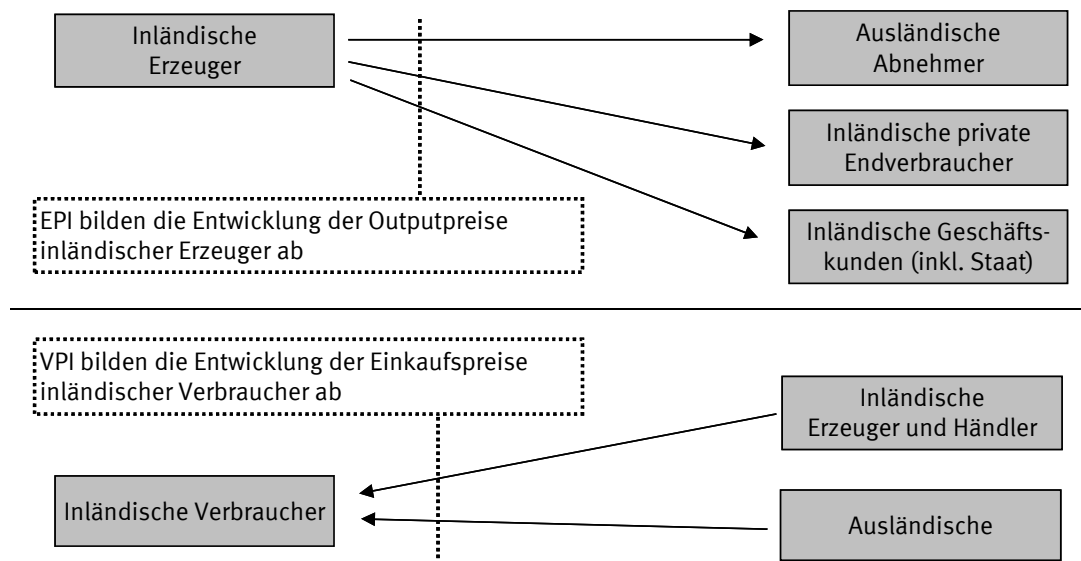 Inländische
Erzeuger
Ausländische
Abnehmer
Inländische private
Endverbraucher
Inländische Geschäfts-
kunden (inkl. Staat)
EPI bilden die Entwicklung der Outputpreise
inländischer Erzeuger ab
VPI bilden die Entwicklung der Einkaufspreise
inländischer Verbraucher ab
Inländische
Erzeuger und Händler
Inländische Verbraucher
Ausländische